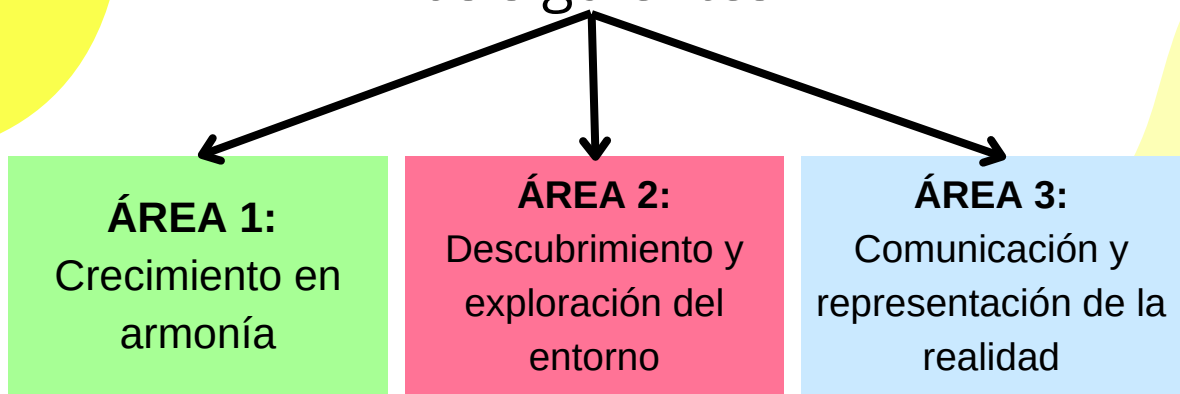 ÁREA 1:
Crecimiento en
armonía
ÁREA 2:
Descubrimiento y
exploración del
entorno
ÁREA 3:
Comunicación y
representación de la
realidad